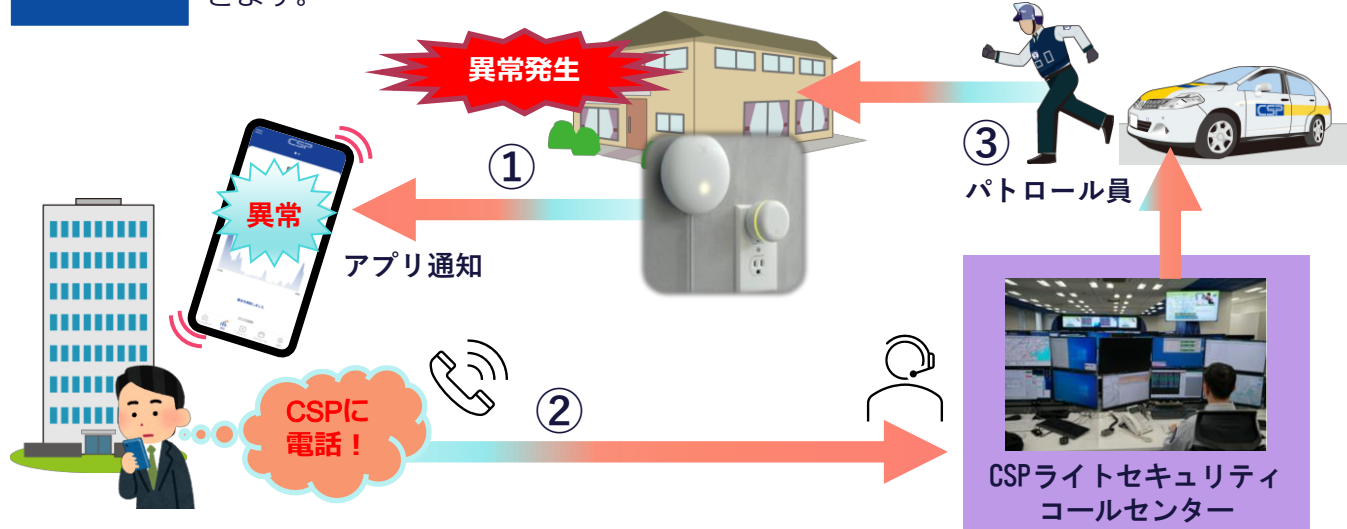 きます。
異常発生
①
③
パトロール員
CSP
CSP
異常
アプリ通知
CSPに
電話！
②
CSPライトセキュリティ
コールセンター